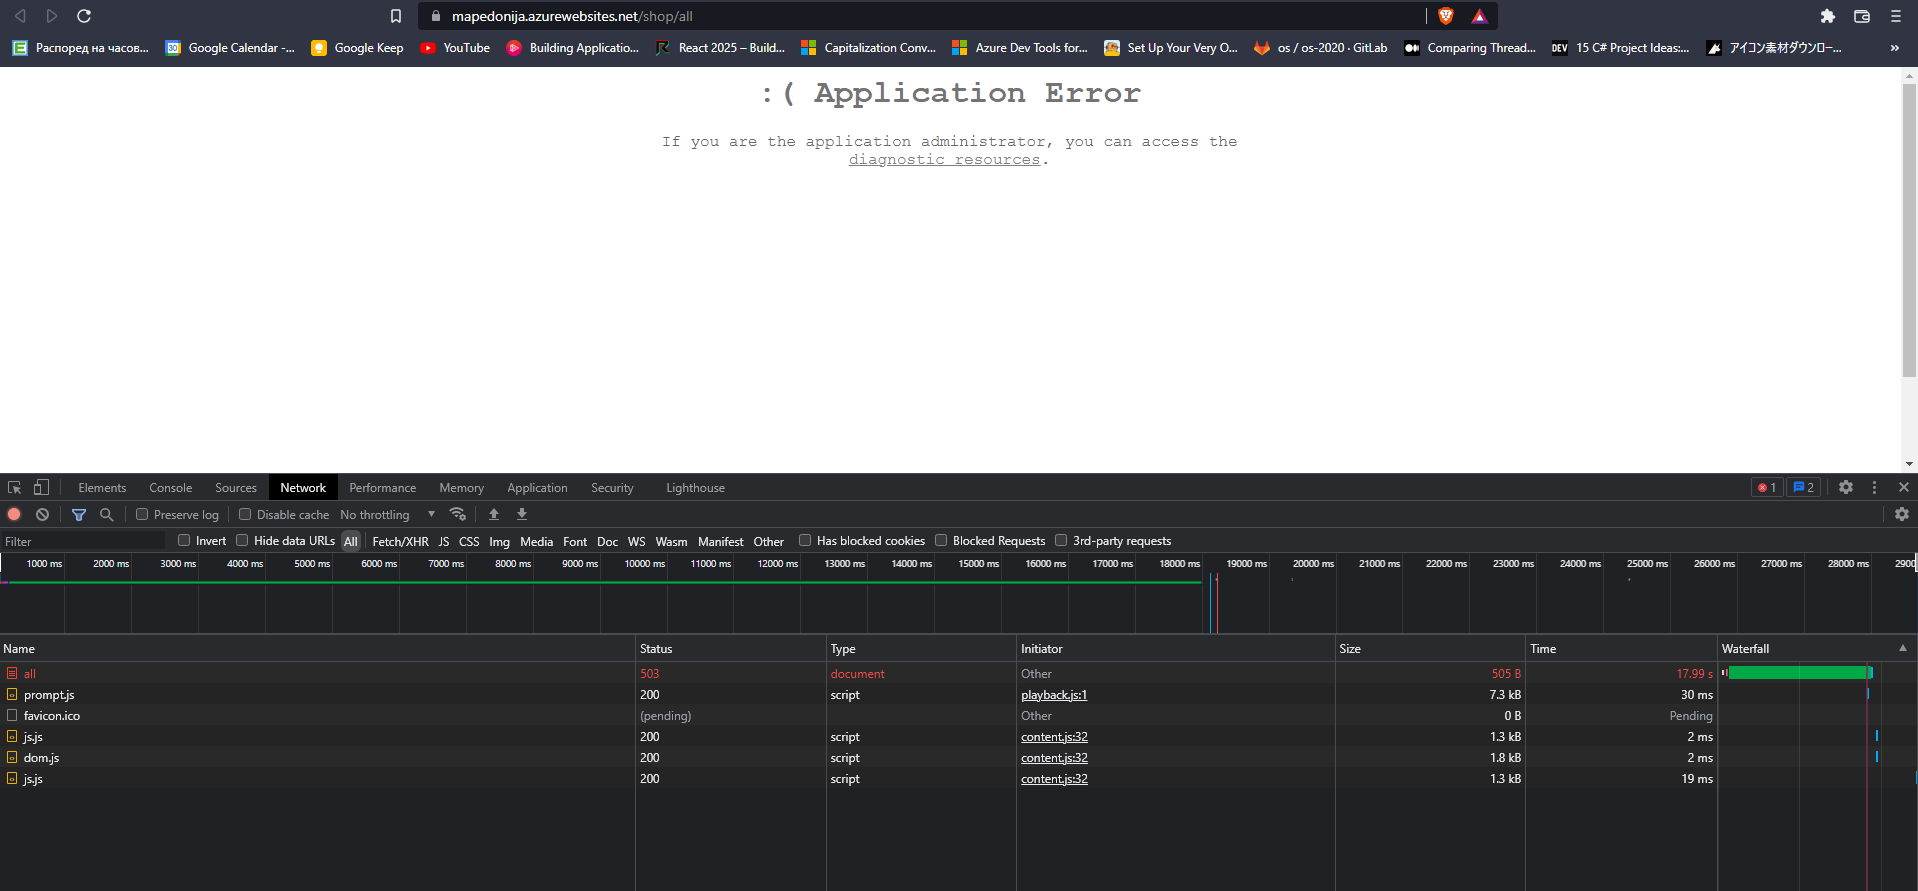 mapedonija.azurewebsites.net/shop/all
Распоред на часов...
Google Calendar -...
Google Keep
YouTube
Building Applicatio...
React 2025 – Build...
Capitalization Conv...
Azure Dev Tools for...
Set Up Your Very O...
os / os-2020 · GitLab
Comparing Thread...
DEV 15 C# Project Ideas:...
アイコン素材ダウンロー...
»
:( Application Error
If you are the application administrator, you can access the
diagnostic resources.
Elements Console Sources Network Performance Memory Application Security Lighthouse 1 2
Preserve log Disable cache No throttling
Filter Invert Hide data URLs All Fetch/XHR JS CSS Img Media Font Doc WS Wasm Manifest Other Has blocked cookies Blocked Requests 3rd-party requests
1000 ms 2000 ms 3000 ms 4000 ms 5000 ms 6000 ms 7000 ms 8000 ms 9000 ms 10000 ms 11000 ms 12000 ms 13000 ms 14000 ms 15000 ms 16000 ms 17000 ms 18000 ms 19000 ms 20000 ms 21000 ms 22000 ms 23000 ms 24000 ms 25000 ms 26000 ms 27000 ms 28000 ms 2900
Name Status Type Initiator Size Time Waterfall
all 503 document Other 505 B 17.99 s
prompt.js 200 script playback.js:1 7.3 kB 30 ms
favicon.ico (pending) Other 0 B Pending
js.js 200 script content.js:32 1.3 kB 2 ms
dom.js 200 script content.js:32 1.8 kB 2 ms
js.js 200 script content.js:32 1.3 kB 19 ms